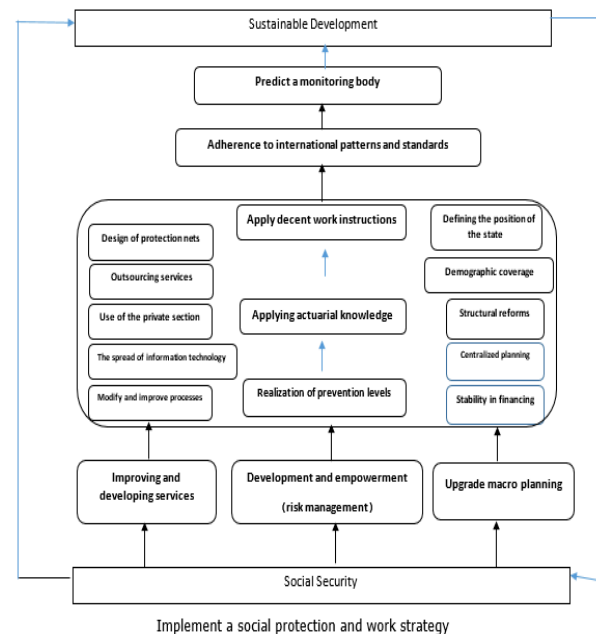 Sustainable Development
Predict a monitoring body
Adherence to international patterns and standards
Design of protection nets
Outsourcing services
Use of the private section
The spread of information technology
Modify and improve processes
Apply decent work instructions
Applying actuarial knowledge
Realization of prevention levels
Defining the position of
the state
Demographic coverage
Structural reforms
Centralized planning
Stability in financing
Improving and
developing services
Development and empowerment
(risk management)
Upgrade macro planning
Social Security
Implement a social protection and work strategy